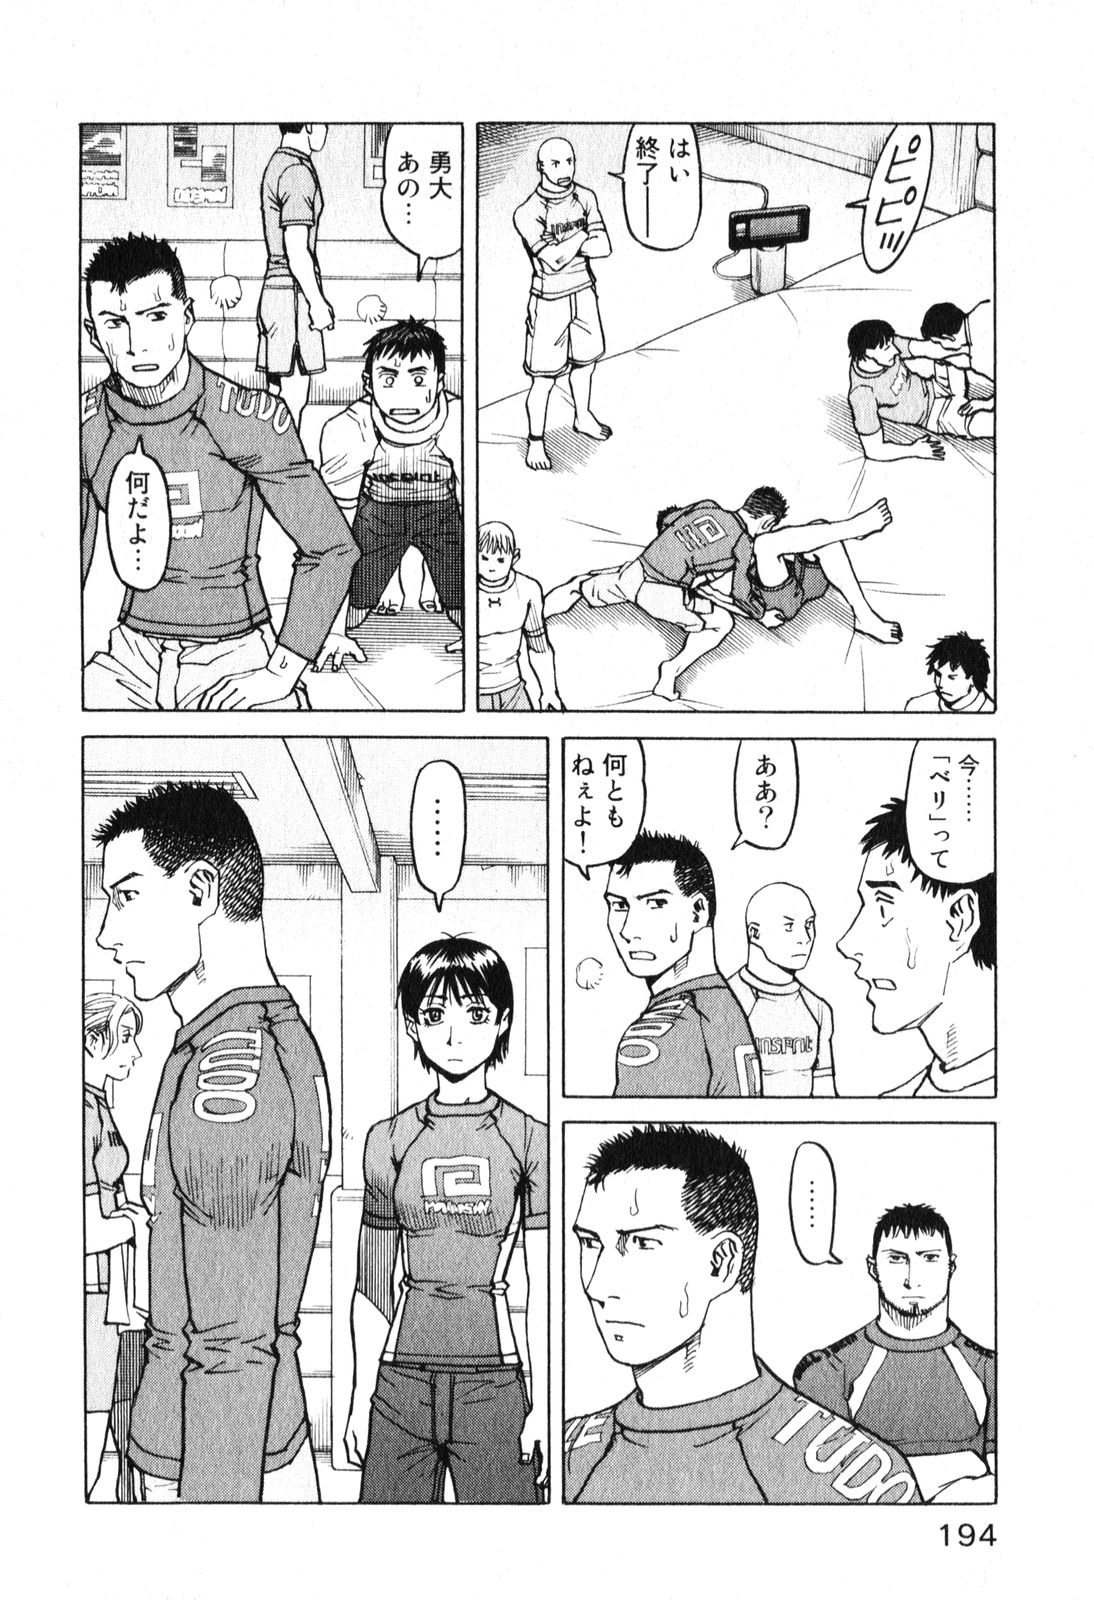 ピピッ
はい
終了――
勇大
あの…
何だよ…
TUDO
今……
「ベリ」って
ああ?
何とも
ねぇよ!
……
TUDO
……
TUDO
194